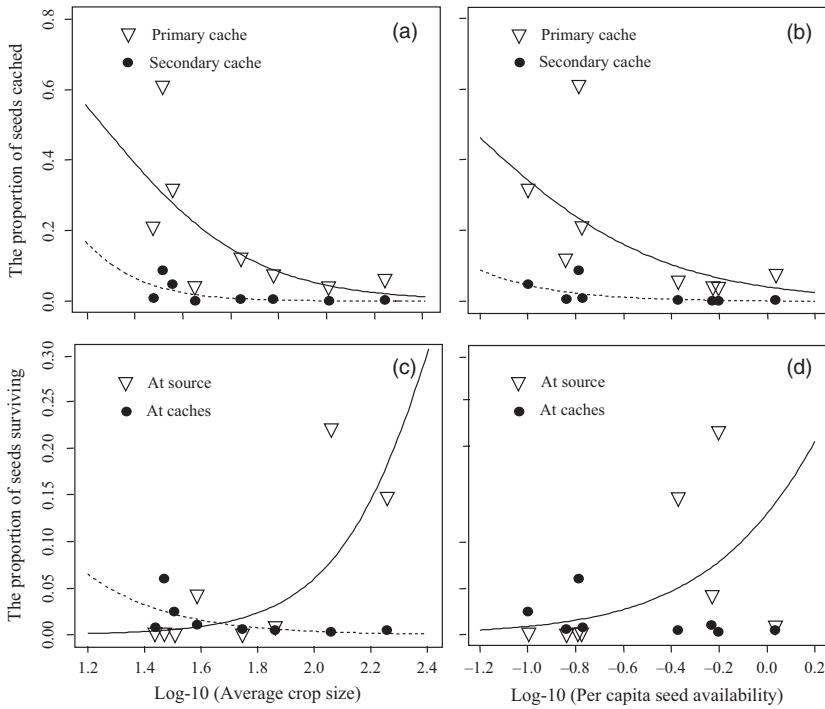 (a)
Primary cache
Secondary cache
The proportion of seeds cached
0.8
0.6
0.4
0.2
0.0
(b)
Primary cache
Secondary cache
(c)
At source
At caches
The proportion of seeds surviving
0.30
0.25
0.20
0.15
0.10
0.05
0.00
1.2 1.4 1.6 1.8 2.0 2.2 2.4
Log-10 (Average crop size)
(d)
At source
At caches
–1.2 –1.0 –0.8 –0.6 –0.4 –0.2 0.0 0.2
Log-10 (Per capita seed availability)